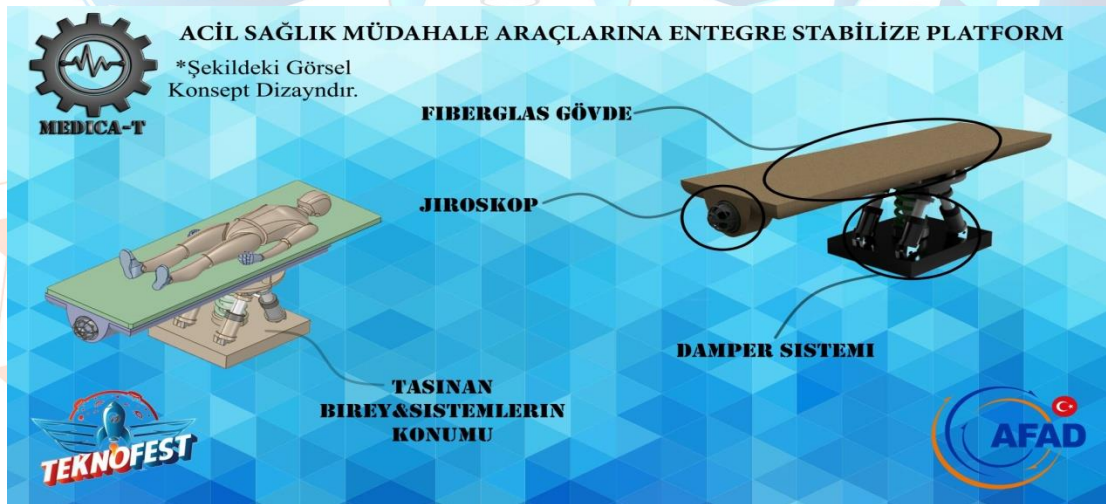 ACİL SAĞLIK MÜDAHALE ARAÇLARINA ENTEGRE STABİLİZE PLATFORM
*Şekildeki Görsel
Konsept Dizayndır.
MEDICA-T
FIBERGLAS GÖVDE
JIROSKOP
DAMPER SISTEMI
TASINAN
BIREY&SISTEMLERIN
KONUMU
TEKNOFEST
AFAD